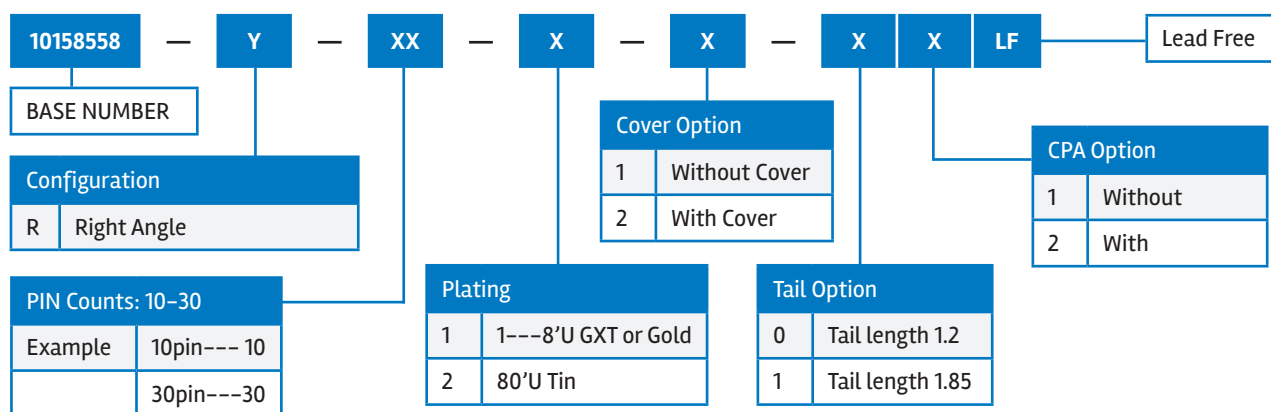 10158558 — Y — XX — X — X — X X LF Lead Free
BASE NUMBER
Configuration
R Right Angle
PIN Counts: 10–30
Example 10pin––– 10
30pin–––30
Plating
1 1–––8’U GXT or Gold
2 80’U Tin
Cover Option
1 Without Cover
2 With Cover
Tail Option
0 Tail length 1.2
1 Tail length 1.85
CPA Option
1 Without
2 With